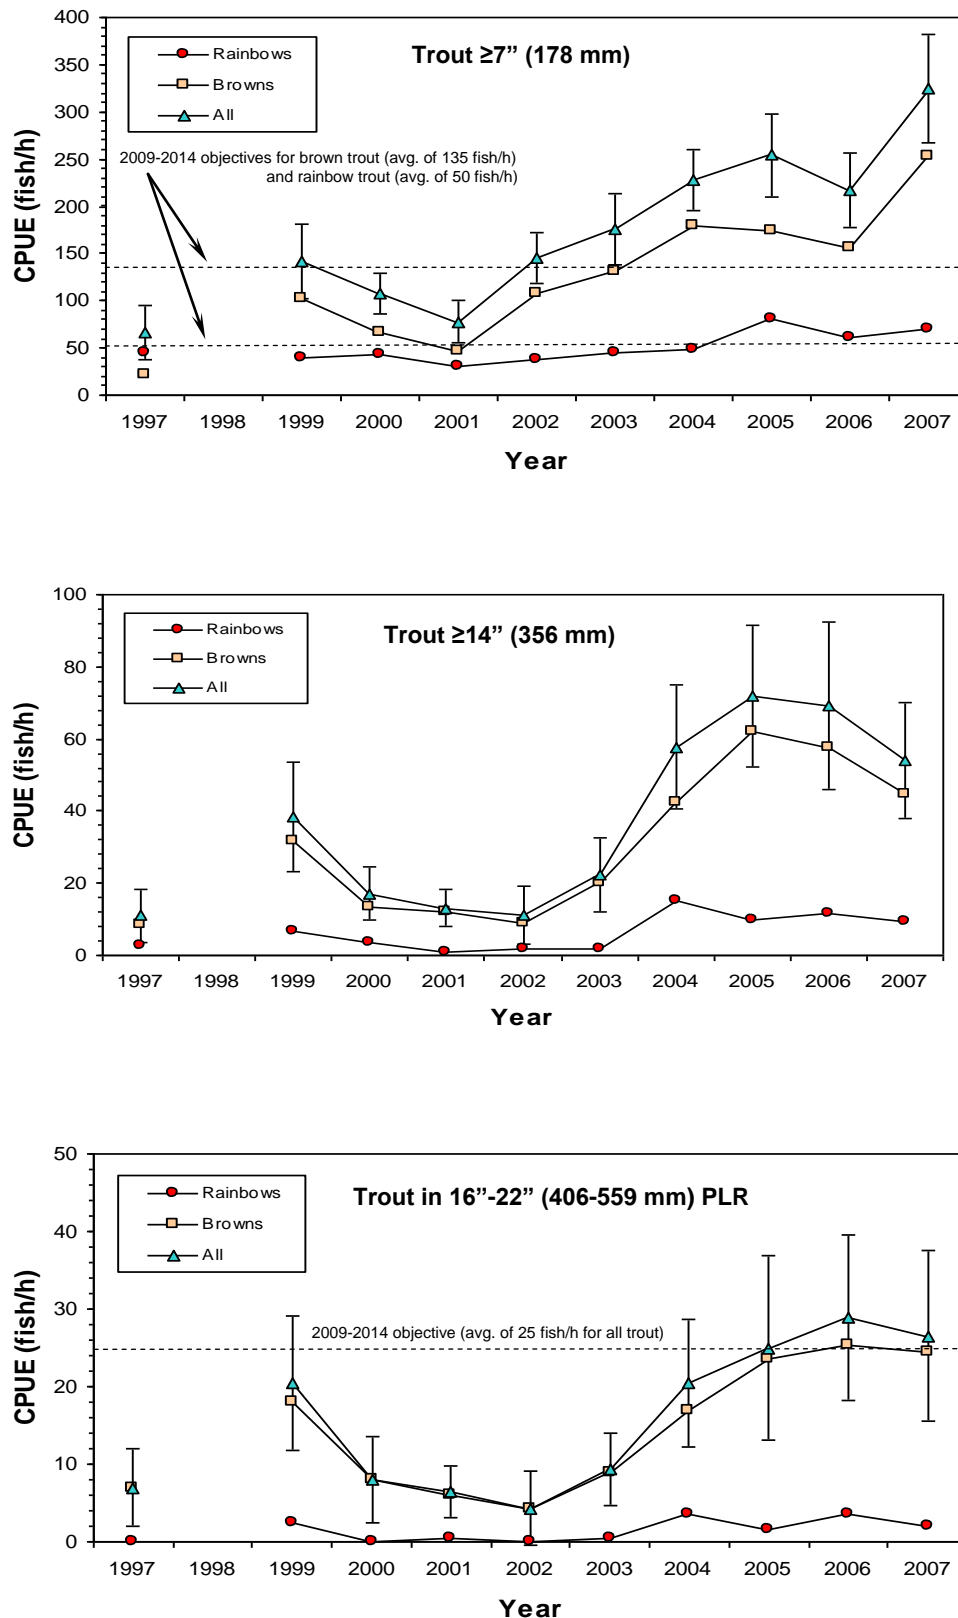 400
350
300
250
200
150
100
50
0
CPUE (fish/h)
Rainbows
Browns
All
Trout ≥7” (178 mm)
2009-2014 objectives for brown trout (avg. of 135 fish/h)
and rainbow trout (avg. of 50 fish/h)
1997 1998 1999 2000 2001 2002 2003 2004 2005 2006 2007
Year
100
80
60
40
20
0
CPUE (fish/h)
Rainbows
Browns
All
Trout ≥14” (356 mm)
1997 1998 1999 2000 2001 2002 2003 2004 2005 2006 2007
Year
50
40
30
20
10
0
CPUE (fish/h)
Rainbows
Browns
All
Trout in 16”-22” (406-559 mm) PLR
2009-2014 objective (avg. of 25 fish/h for all trout)
1997 1998 1999 2000 2001 2002 2003 2004 2005 2006 2007
Year